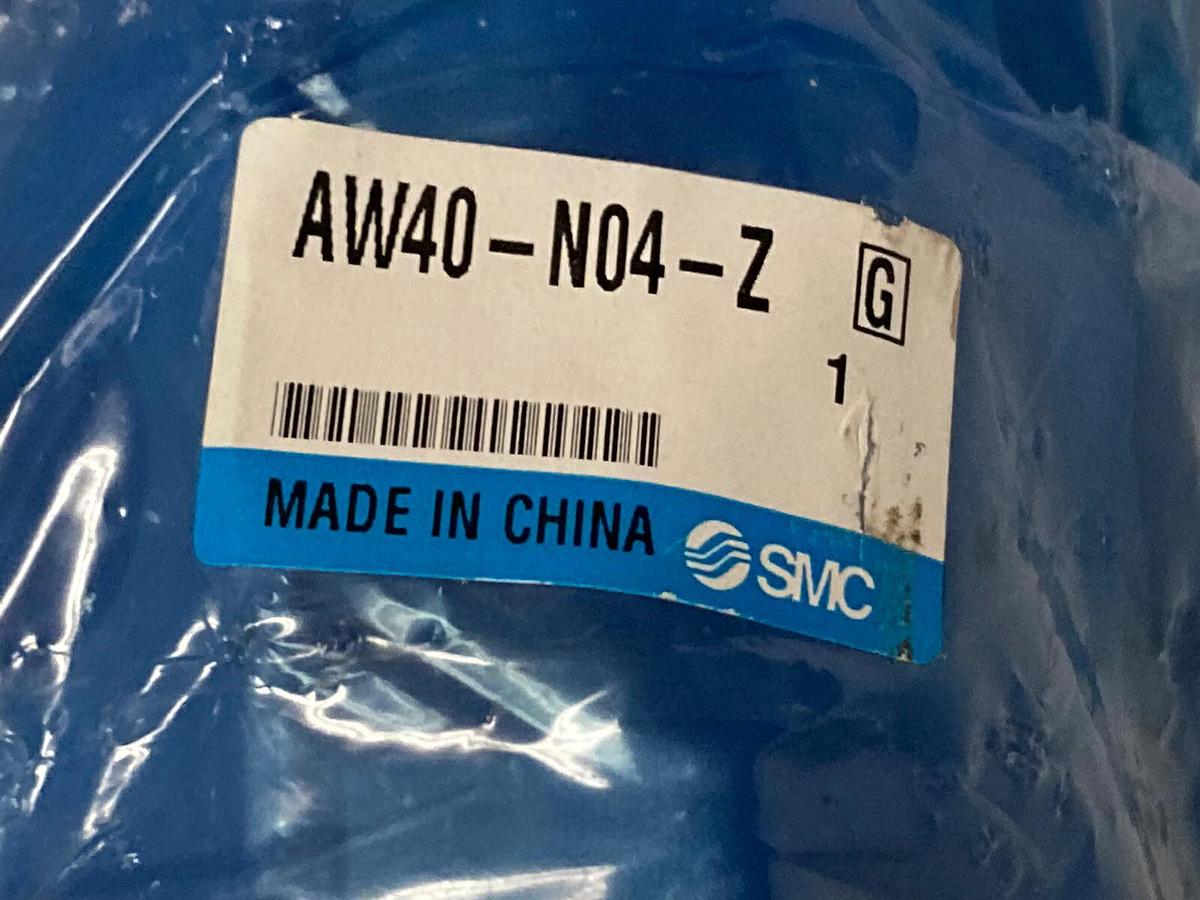 AW40-N04-Z G
1
MADE IN CHINA SMC